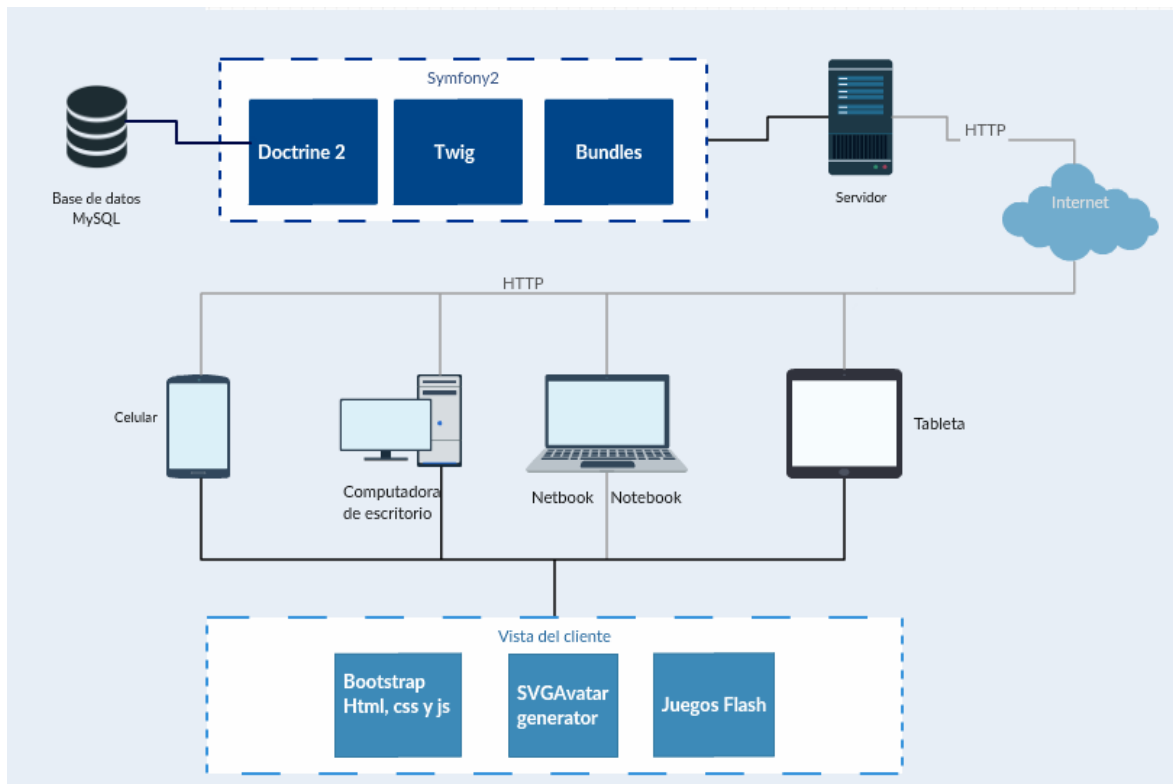 Symfony2
Doctrine 2
Twig
Bundles
Base de datos
MySQL
Servidor
HTTP
Internet
HTTP
Celular
Computadora
de escritorio
Netbook
Notebook
Tableta
Vista del cliente
Bootstrap
Html, css y js
SVGAvatar
generator
Juegos Flash